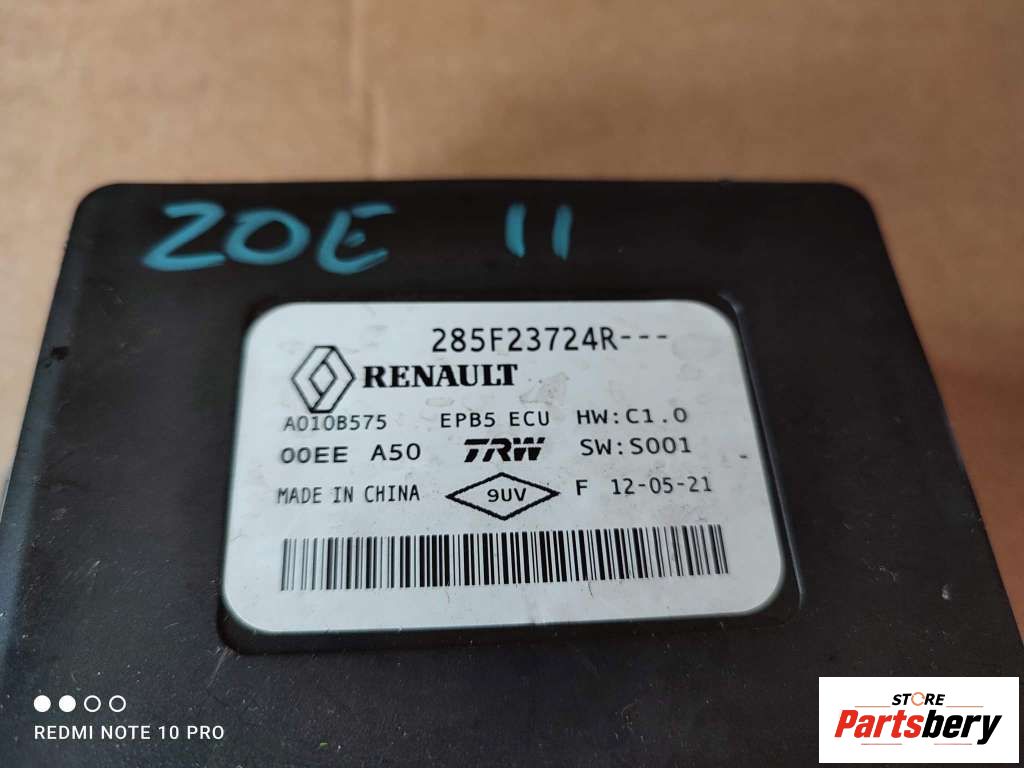 ZOE II
285F23724R---
RENAULT
A010B575 EPB5 ECU HW:C1.0
00EE A50 TRW SW:S001
MADE IN CHINA 9UV F 12-05-21
REDMI NOTE 10 PRO
STORE
Partsbery